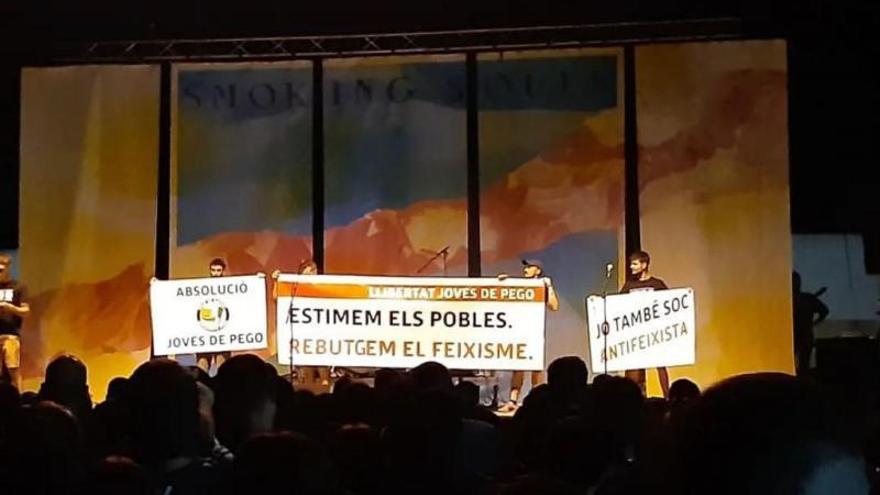 SMOKING SOULS
ABSOLUCIÓ
JOVES DE PEGO
LLIBERTAT JOVES DE PEGO
ESTIMEM ELS POBLES.
REBUTGEM EL FEIXISME.
JO TAMBÉ SOC
ANTIFEIXISTA